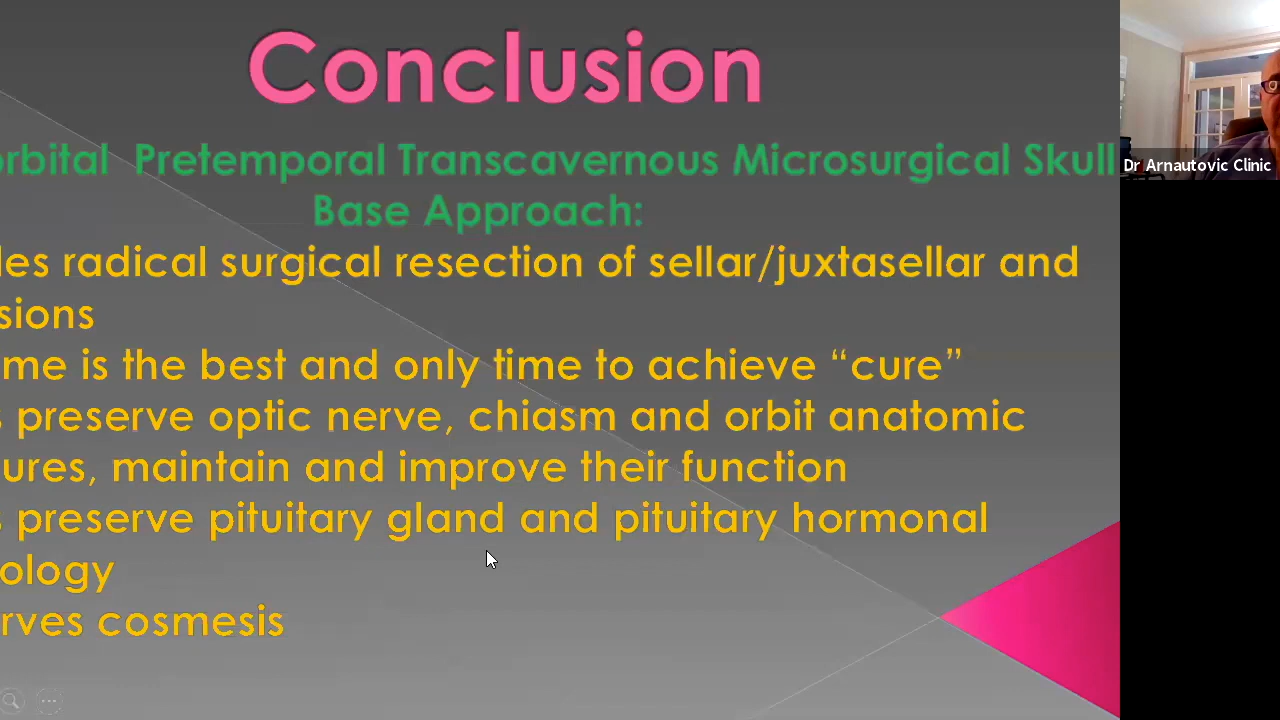 Conclusion
orbital Pretemporal Transcavernous Microsurgical Skull
Base Approach:
les radical surgical resection of sellar/juxtasellar and
sions
me is the best and only time to achieve “cure”
s preserve optic nerve, chiasm and orbit anatomic
ures, maintain and improve their function
s preserve pituitary gland and pituitary hormonal
ology
rves cosmesis
Dr Arnautovic Clinic